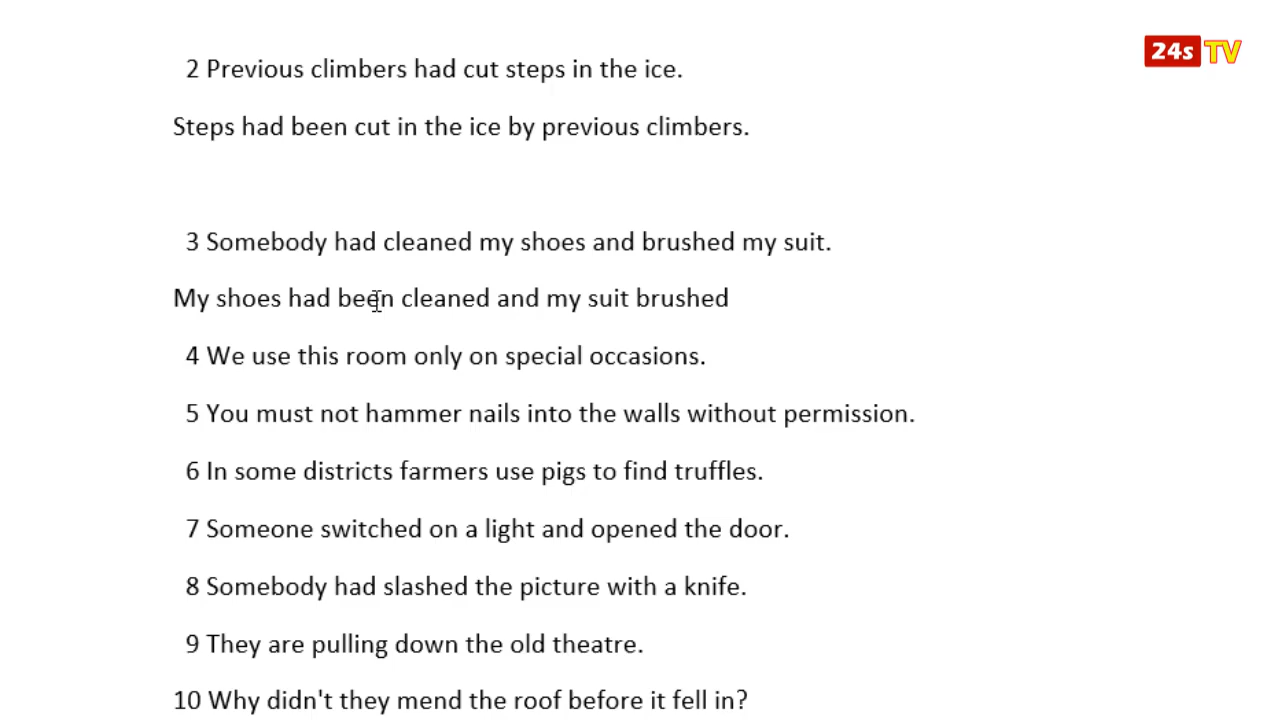 24s TV
2 Previous climbers had cut steps in the ice.
Steps had been cut in the ice by previous climbers.
3 Somebody had cleaned my shoes and brushed my suit.
My shoes had been cleaned and my suit brushed
4 We use this room only on special occasions.
5 You must not hammer nails into the walls without permission.
6 In some districts farmers use pigs to find truffles.
7 Someone switched on a light and opened the door.
8 Somebody had slashed the picture with a knife.
9 They are pulling down the old theatre.
10 Why didn't they mend the roof before it fell in?